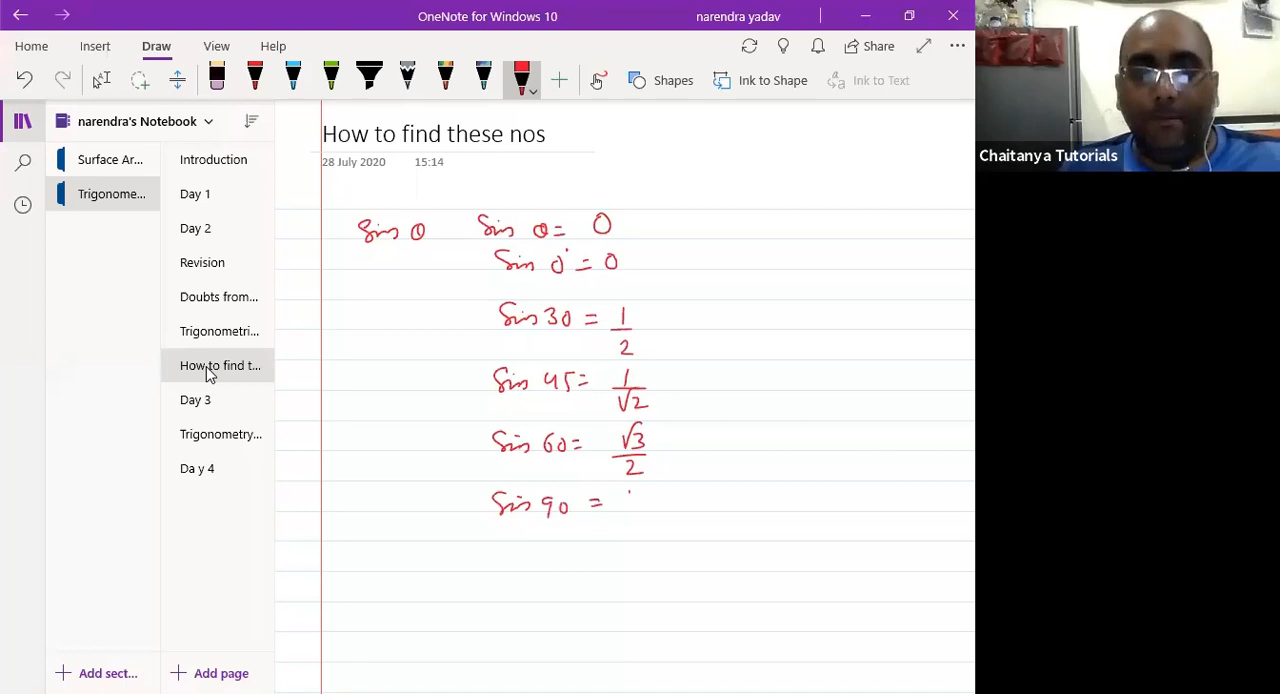 OneNote for Windows 10
narendra yadav
Home Insert Draw View Help
Share
Shapes
Ink to Shape
Ink to Text
narendra's Notebook
Surface Ar...
Trigonome...
Introduction
Day 1
Day 2
Revision
Doubts from...
Trigonometri...
How to find t...
Day 3
Trigonometry...
Da y 4
Add sect...
Add page
How to find these nos
28 July 2020 15:14
Sin θ Sin θ = 0
Sin 0° = 0
Sin 30 = 1/2
Sin 45 = 1/√2
Sin 60 = √3/2
Sin 90 =
Chaitanya Tutorials